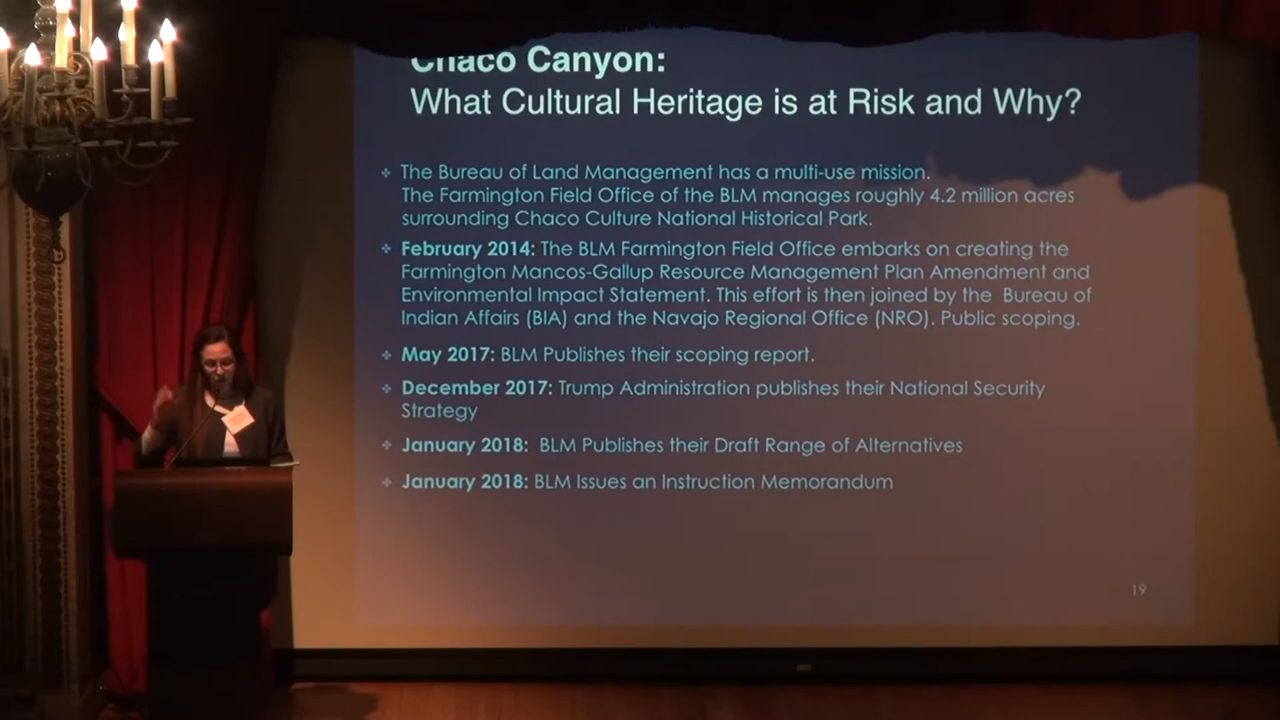 Chaco Canyon:
What Cultural Heritage is at Risk and Why?
The Bureau of Land Management has a multi-use mission.
The Farmington Field Office of the BLM manages roughly 4.2 million acres
surrounding Chaco Culture National Historical Park.
February 2014: The BLM Farmington Field Office embarks on creating the
Farmington Mancos-Gallup Resource Management Plan Amendment and
Environmental Impact Statement. This effort is then joined by the Bureau of
Indian Affairs (BIA) and the Navajo Regional Office (NRO). Public scoping.
May 2017: BLM Publishes their scoping report.
December 2017: Trump Administration publishes their National Security
Strategy
January 2018: BLM Publishes their Draft Range of Alternatives
January 2018: BLM Issues an Instruction Memorandum
19